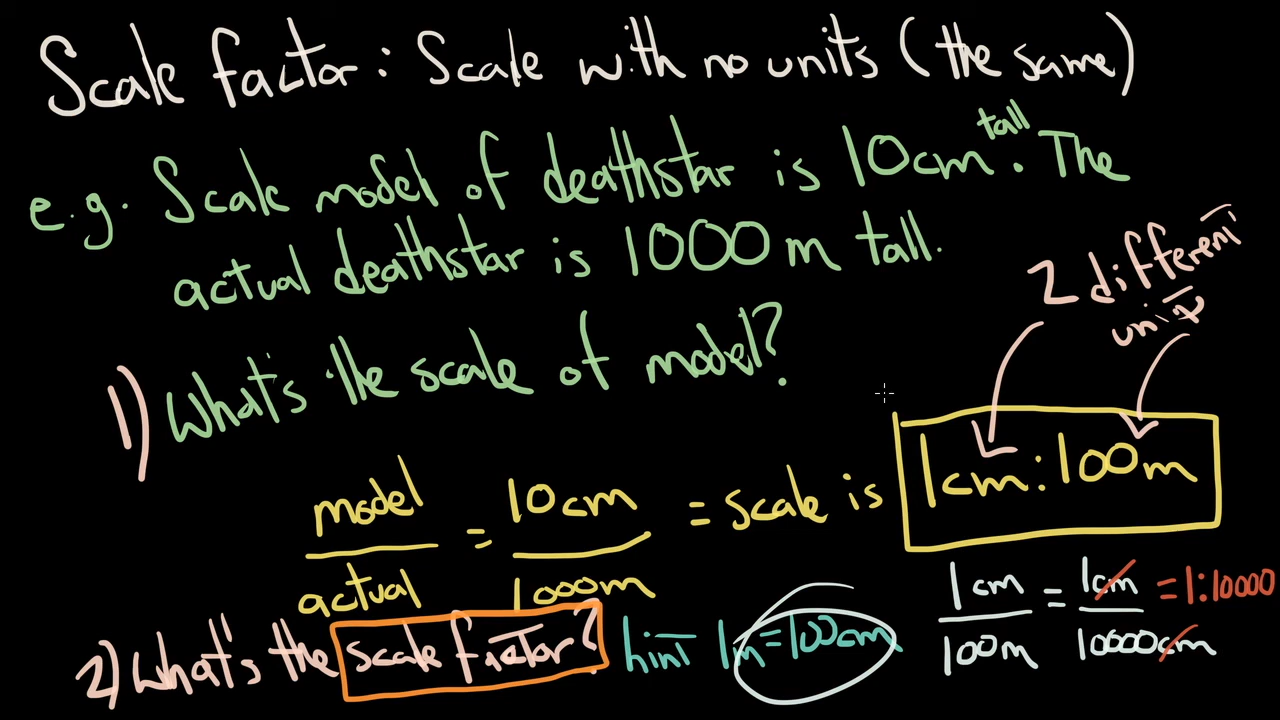 Scale factor: Scale with no units (the same)
e.g. Scale model of deathstar is 10cm tall. The
actual deathstar is 1000 m tall.
2 different
unit
1) What's the scale of model?
model / actual = 10cm / 1000m = scale is 1cm:100m
2) What's the scale factor? hint 1m=100cm
1cm / 100m = 1cm / 10000cm = 1:10000